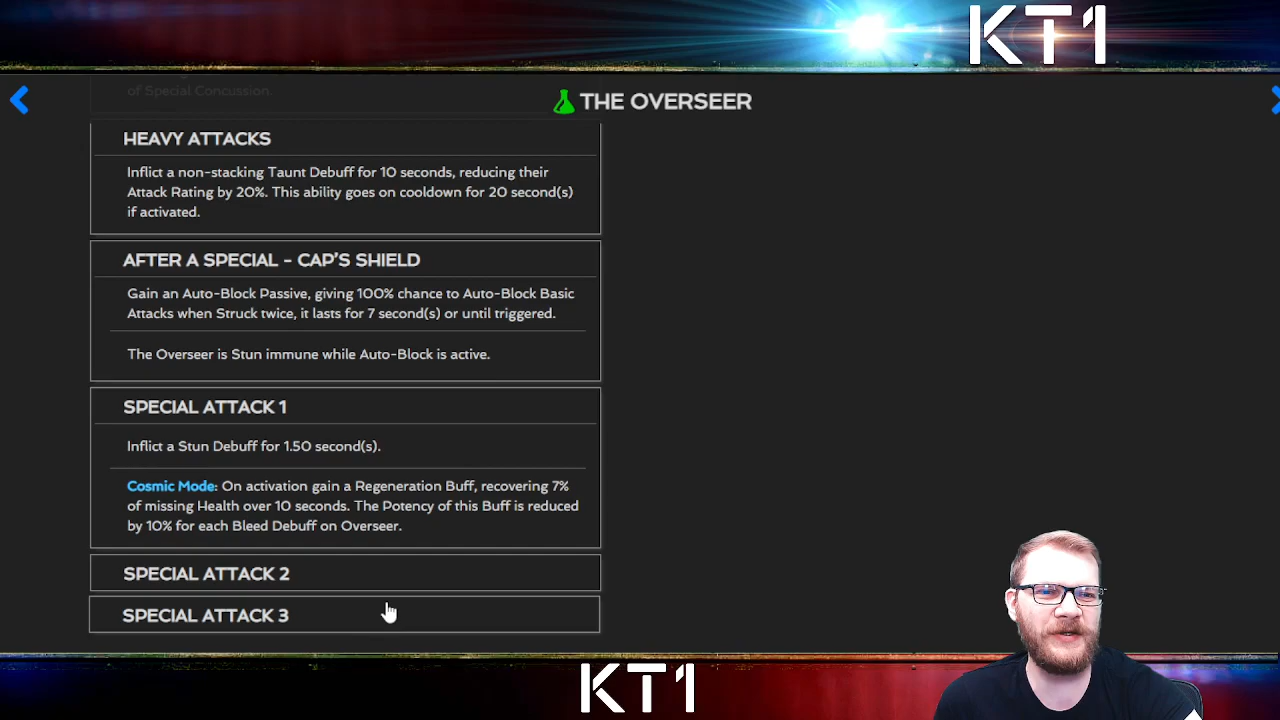 KT1
of Special Concussion.
THE OVERSEER
HEAVY ATTACKS
Inflict a non-stacking Taunt Debuff for 10 seconds, reducing their
Attack Rating by 20%. This ability goes on cooldown for 20 second(s)
if activated.
AFTER A SPECIAL - CAP'S SHIELD
Gain an Auto-Block Passive, giving 100% chance to Auto-Block Basic
Attacks when Struck twice, it lasts for 7 second(s) or until triggered.
The Overseer is Stun immune while Auto-Block is active.
SPECIAL ATTACK 1
Inflict a Stun Debuff for 1.50 second(s).
Cosmic Mode: On activation gain a Regeneration Buff, recovering 7%
of missing Health over 10 seconds. The Potency of this Buff is reduced
by 10% for each Bleed Debuff on Overseer.
SPECIAL ATTACK 2
SPECIAL ATTACK 3
KT1